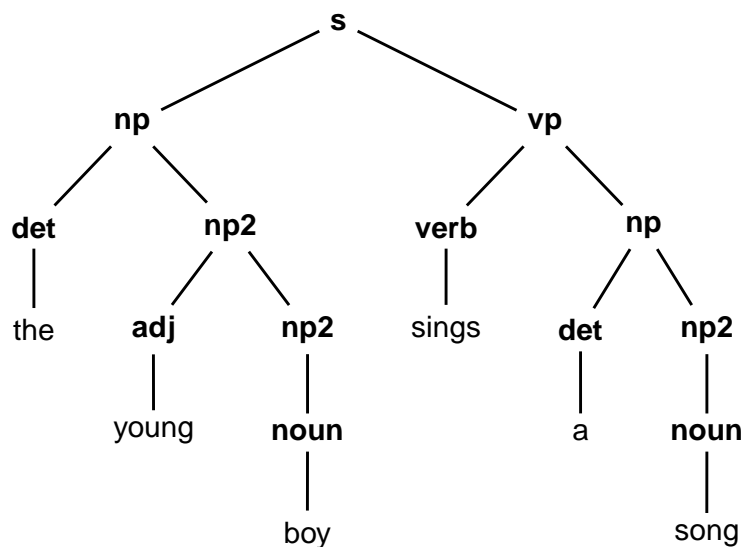 s
np vp
det np2 verb np
the adj np2 sings det np2
young noun a noun
boy song